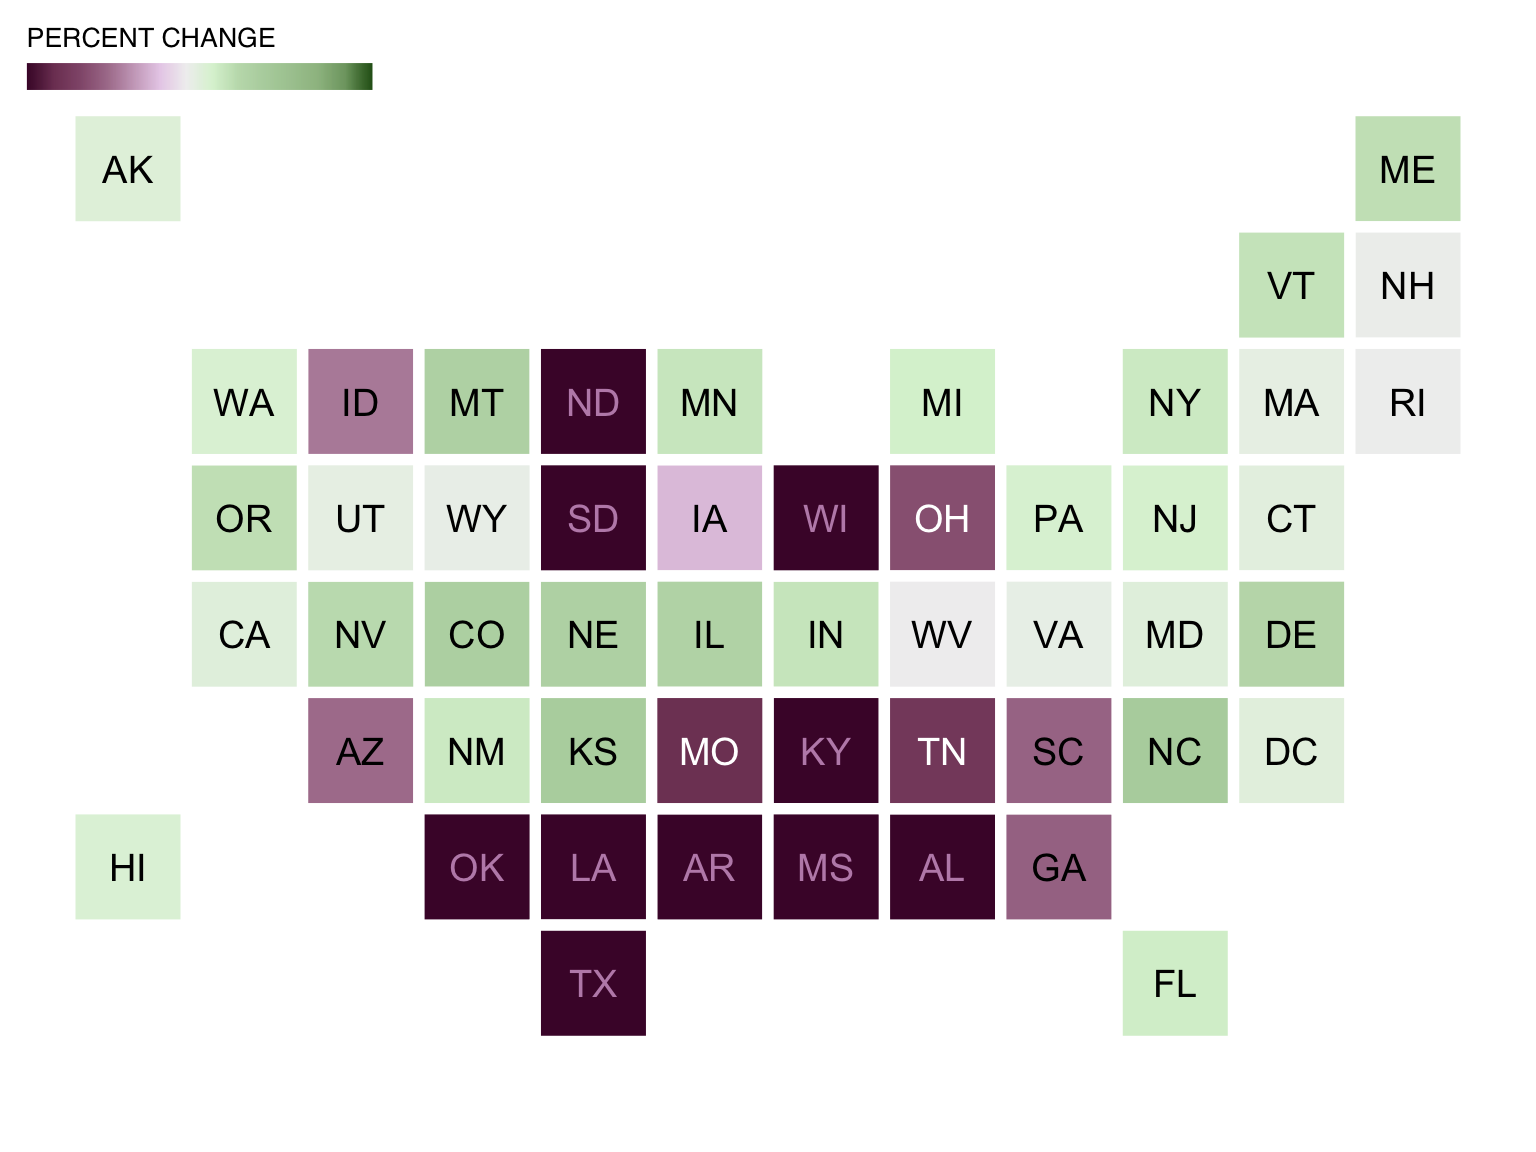 PERCENT CHANGE
AK ME
VT NH
WA ID MT ND MN MI NY MA RI
OR UT WY SD IA WI OH PA NJ CT
CA NV CO NE IL IN WV VA MD DE
AZ NM KS MO KY TN SC NC DC
HI OK LA AR MS AL GA
TX FL